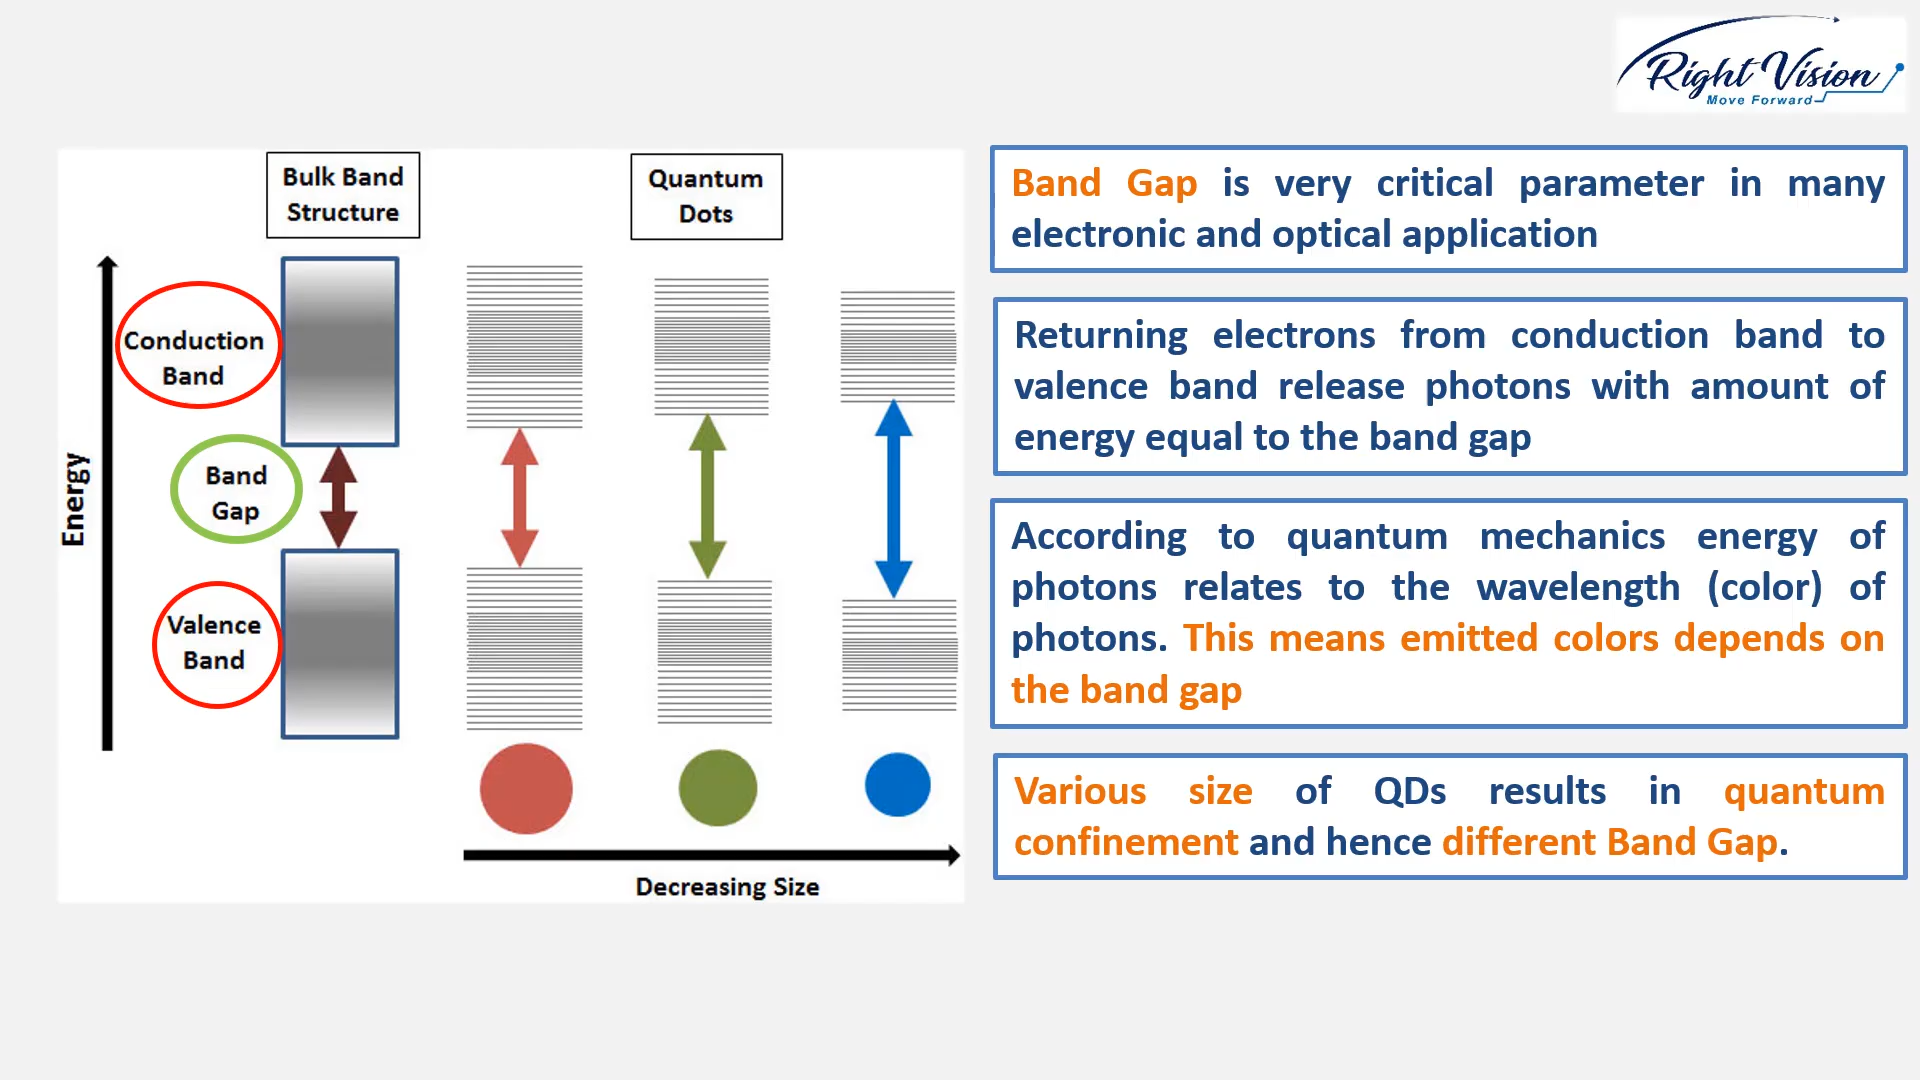 Right Vision
Move Forward
Bulk Band
Structure
Quantum
Dots
Conduction
Band
Band
Gap
Valence
Band
Energy
Decreasing Size
Band Gap is very critical parameter in many
electronic and optical application
Returning electrons from conduction band to
valence band release photons with amount of
energy equal to the band gap
According to quantum mechanics energy of
photons relates to the wavelength (color) of
photons. This means emitted colors depends on
the band gap
Various size of QDs results in quantum
confinement and hence different Band Gap.